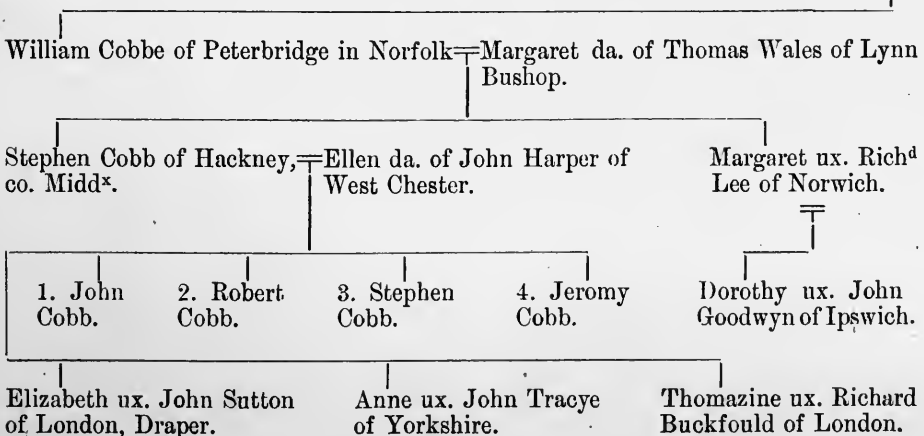 William Cobbe of Peterbridge in Norfolk=Margaret da. of Thomas Wales of Lynn
Bushop.
Stephen Cobb of Hackney,=Ellen da. of John Harper of
co. Middˣ. West Chester.
Margaret ux. Richᵈ
Lee of Norwich.
1. John
Cobb.
2. Robert
Cobb.
3. Stephen
Cobb.
4. Jeromy
Cobb.
Dorothy ux. John
Goodwyn of Ipswich.
Elizabeth ux. John Sutton
of London, Draper.
Anne ux. John Tracye
of Yorkshire.
Thomazine ux. Richard
Buckfould of London.